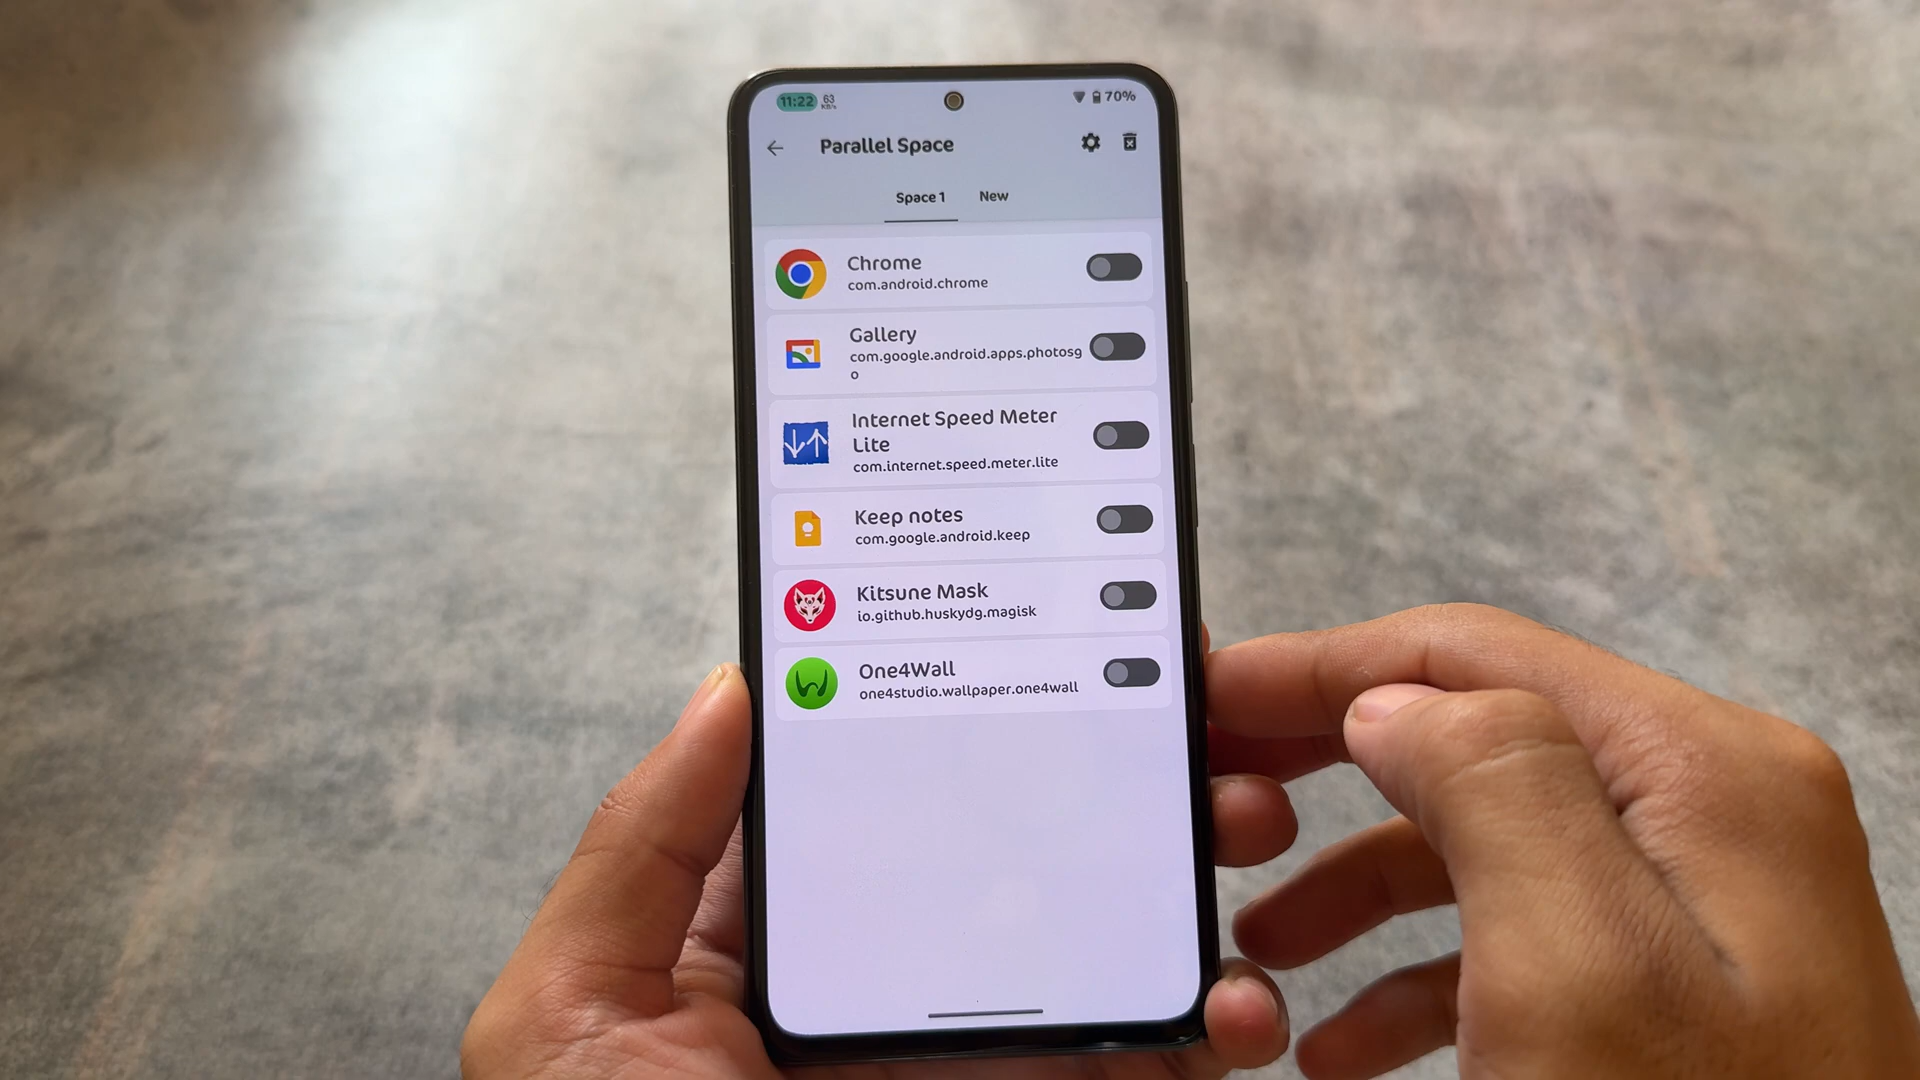 11:22 63 KB/s 70%
Parallel Space
Space 1 New
Chrome
com.android.chrome
Gallery
com.google.android.apps.photosg
o
Internet Speed Meter
Lite
com.internet.speed.meter.lite
Keep notes
com.google.android.keep
Kitsune Mask
io.github.huskydg.magisk
One4Wall
one4studio.wallpaper.one4wall